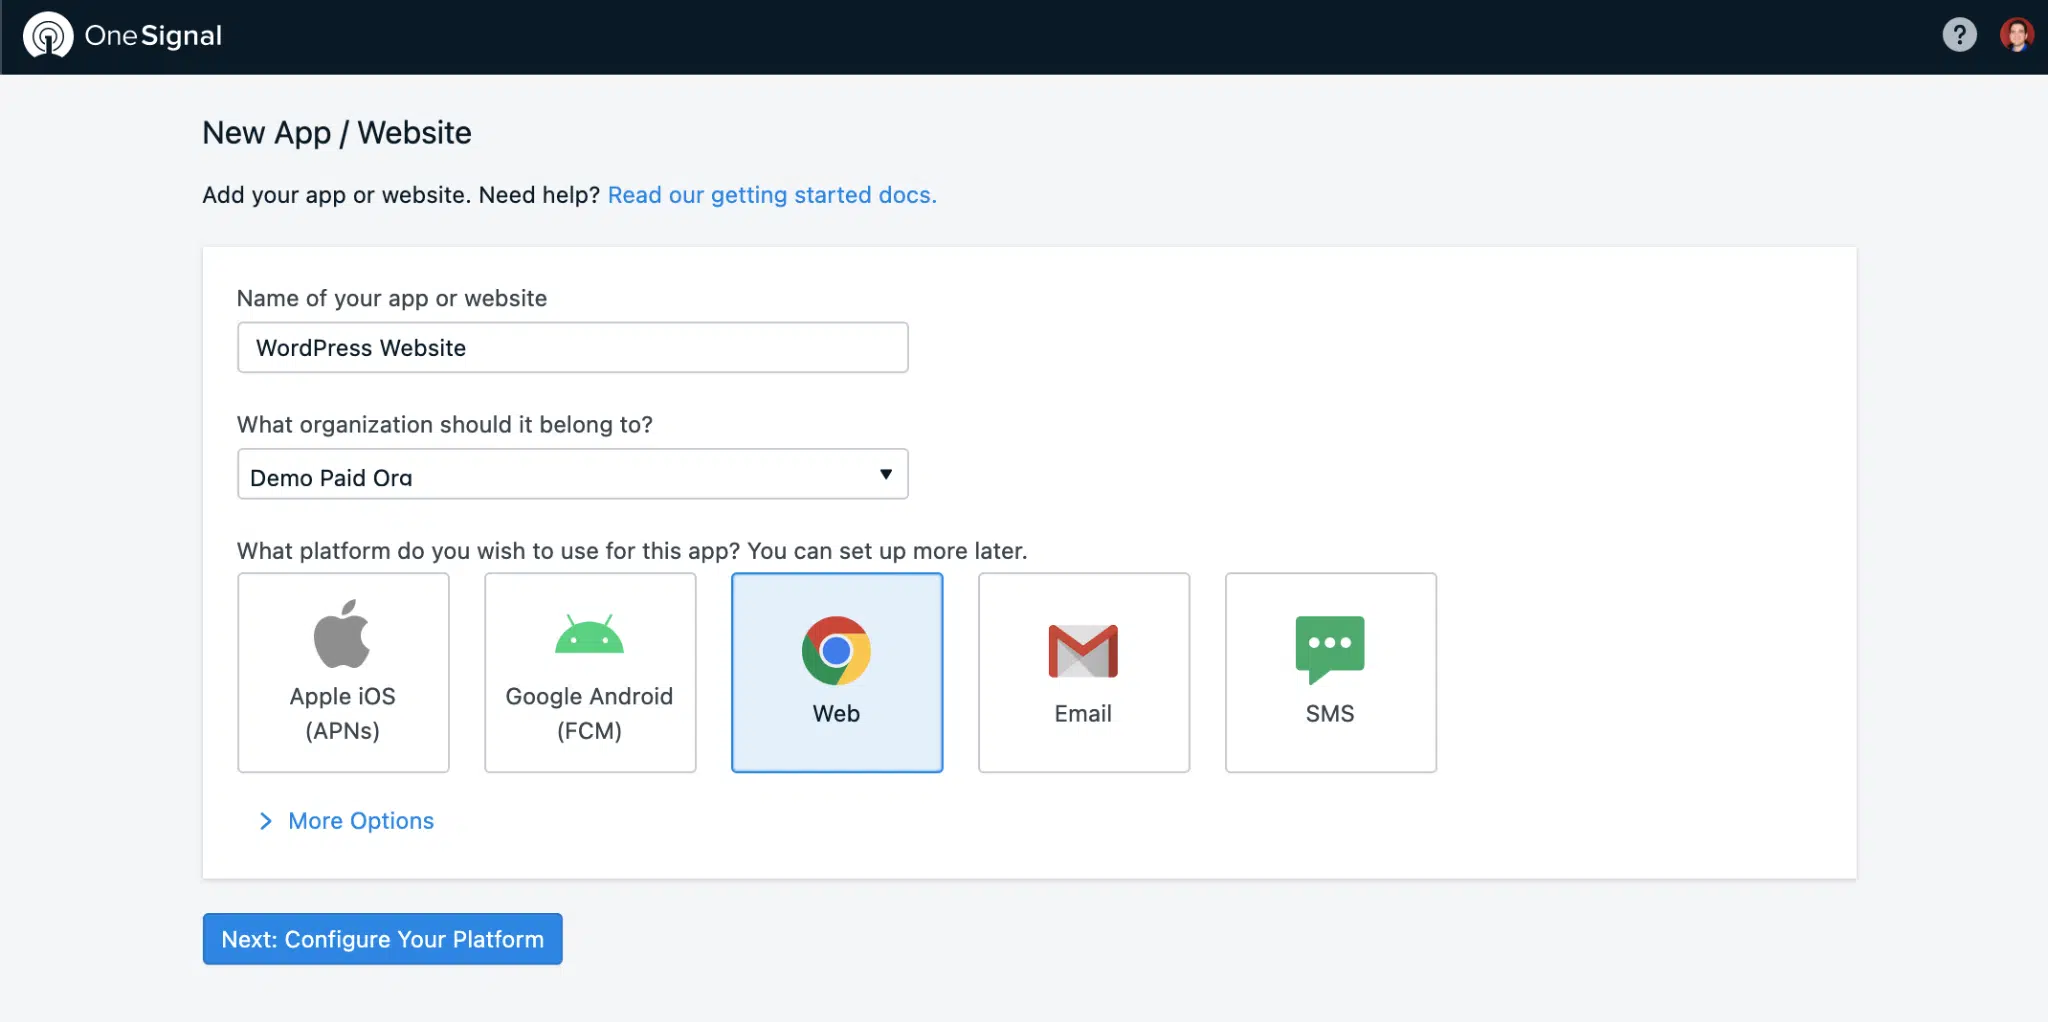 OneSignal
?
New App / Website
Add your app or website. Need help? Read our getting started docs.
Name of your app or website
WordPress Website
What organization should it belong to?
Demo Paid Org
What platform do you wish to use for this app? You can set up more later.
Apple iOS
(APNs)
Google Android
(FCM)
Web
Email
SMS
More Options
Next: Configure Your Platform